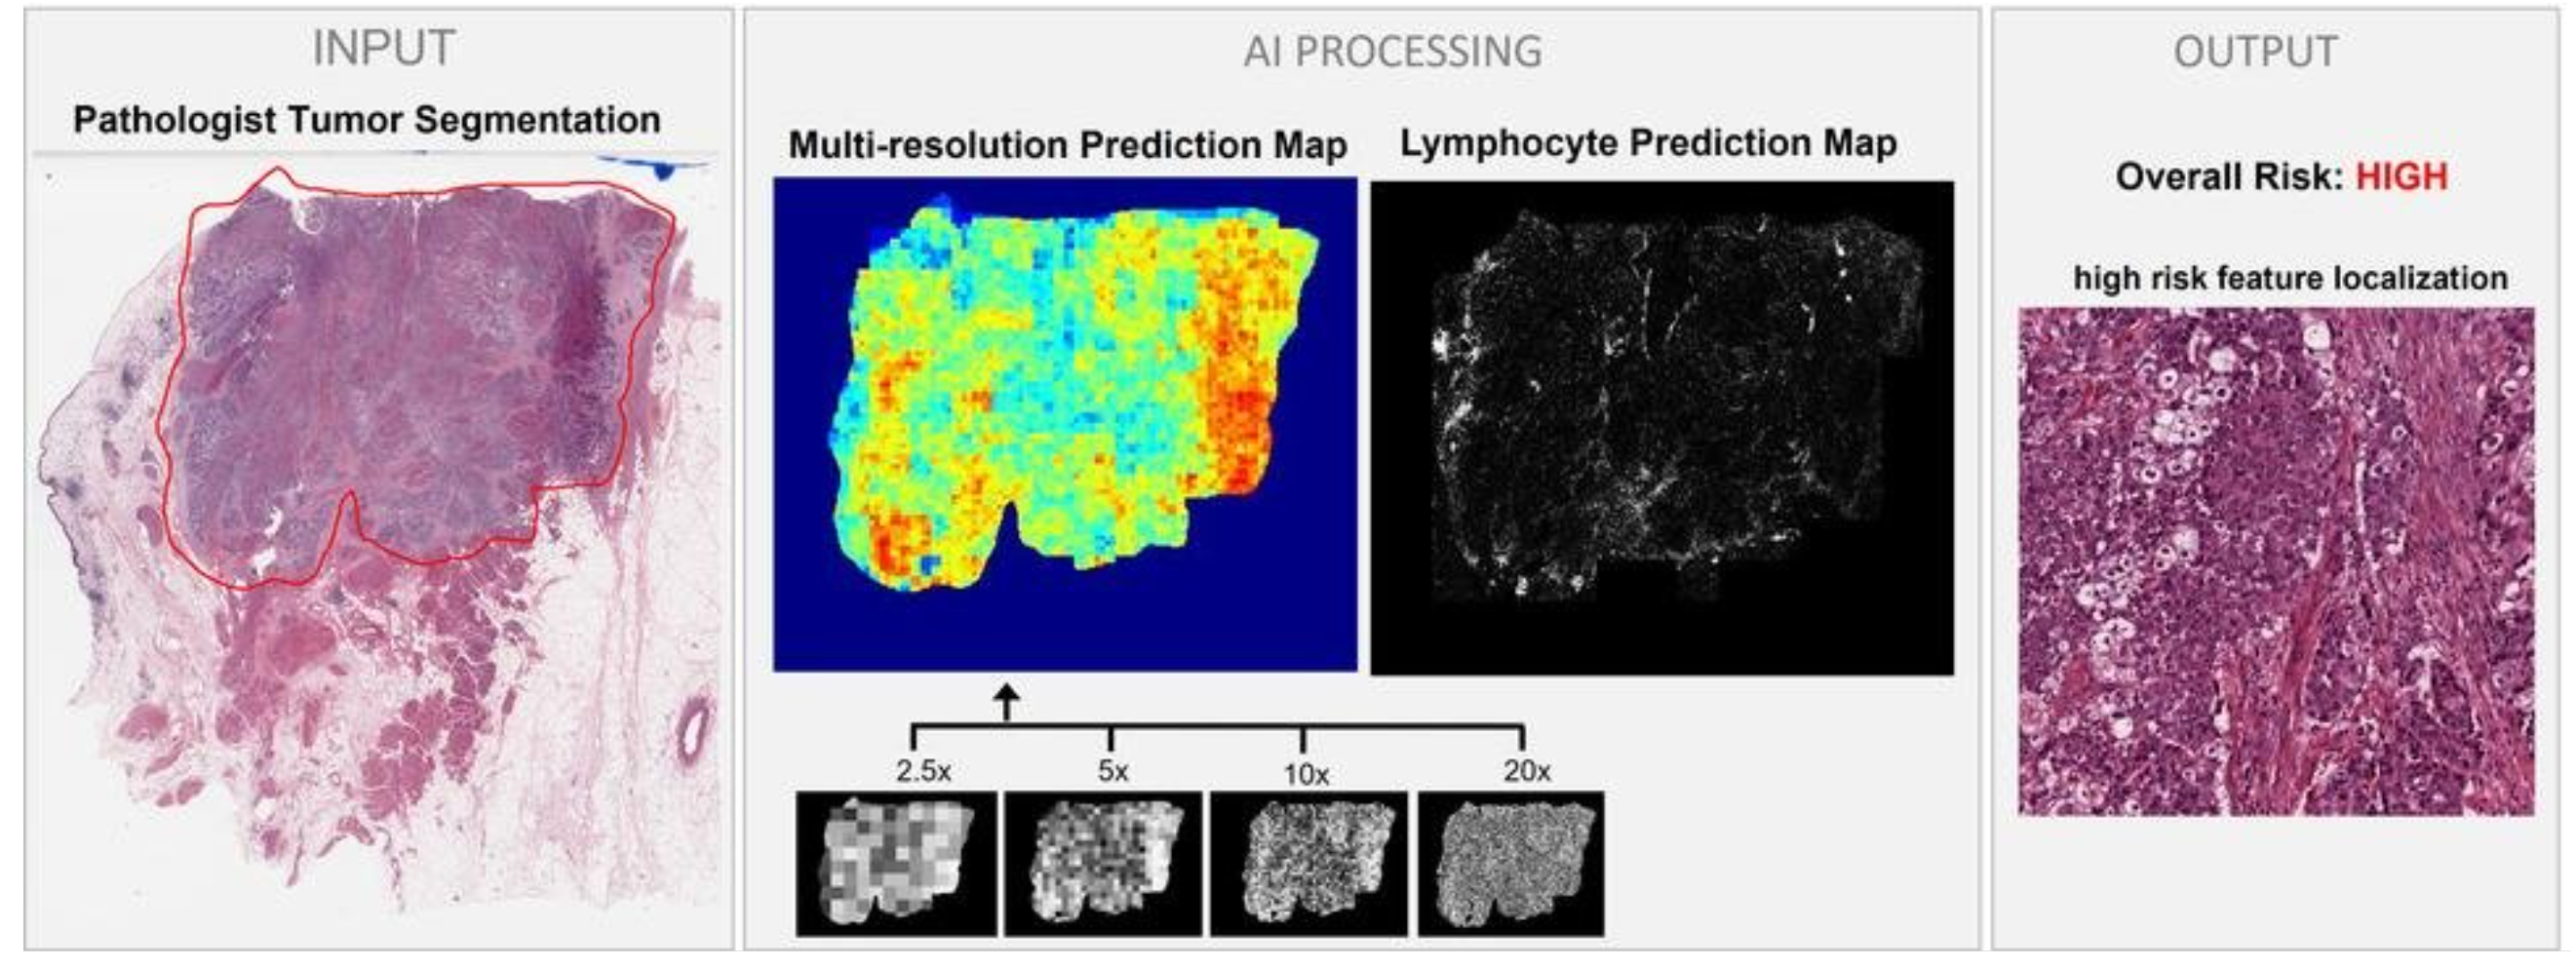 INPUT
Pathologist Tumor Segmentation
AI PROCESSING
Multi-resolution Prediction Map
Lymphocyte Prediction Map
2.5x
5x
10x
20x
OUTPUT
Overall Risk: HIGH
high risk feature localization